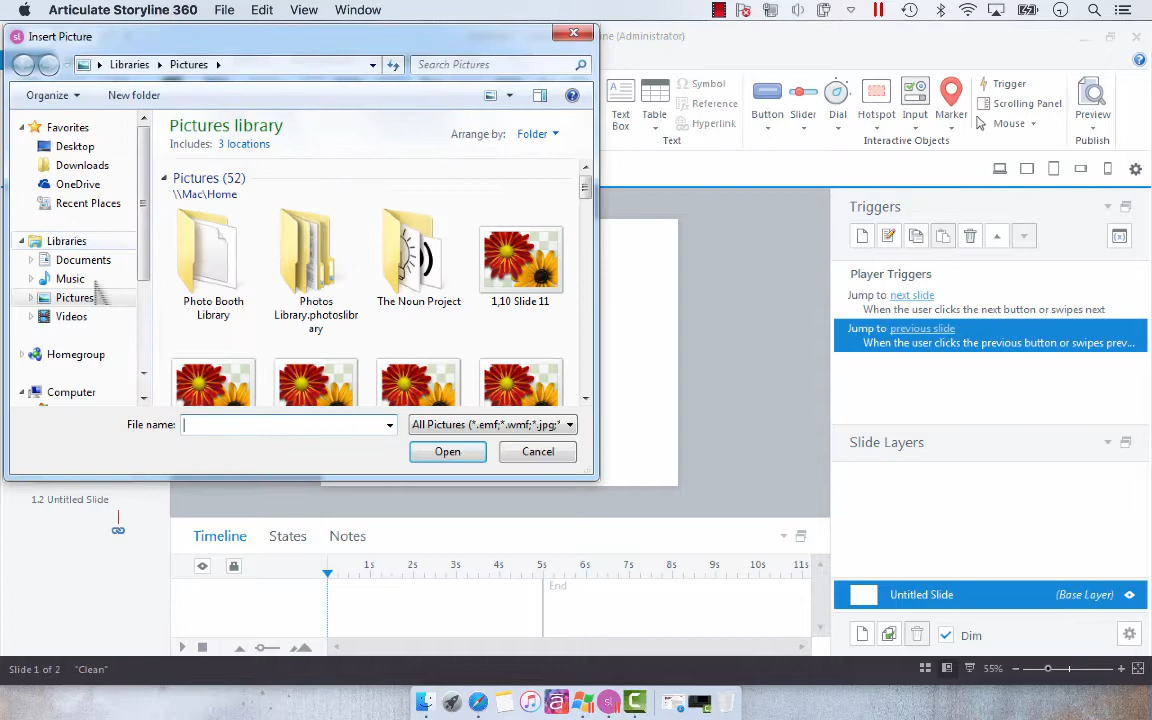 Articulate Storyline 360 File Edit View Window
Insert Picture
ine (Administrator)
Libraries Pictures
Search Pictures
Organize New folder
Favorites
Desktop
Downloads
OneDrive
Recent Places
Libraries
Documents
Music
Pictures
Videos
Homegroup
Computer
Pictures library
Includes: 3 locations
Arrange by: Folder
Pictures (52)
\\Mac\Home
Photo Booth
Library
Photos
Library.photoslibr
ary
The Noun Project
1,10 Slide 11
File name:
All Pictures (*.emf;*.wmf;*.jpg;*
Open Cancel
Text
Box
Table
Symbol
Reference
Hyperlink
Text
Button
Slider
Dial
Hotspot
Input
Marker
Trigger
Scrolling Panel
Mouse
Interactive Objects
Preview
Publish
Triggers
Player Triggers
Jump to next slide
When the user clicks the next button or swipes next
Jump to previous slide
When the user clicks the previous button or swipes prev...
Slide Layers
Untitled Slide (Base Layer)
Dim
1.2 Untitled Slide
Timeline States Notes
1s 2s 3s 4s 5s 6s 7s 8s 9s 10s 11s
End
Slide 1 of 2 "Clean"
55%